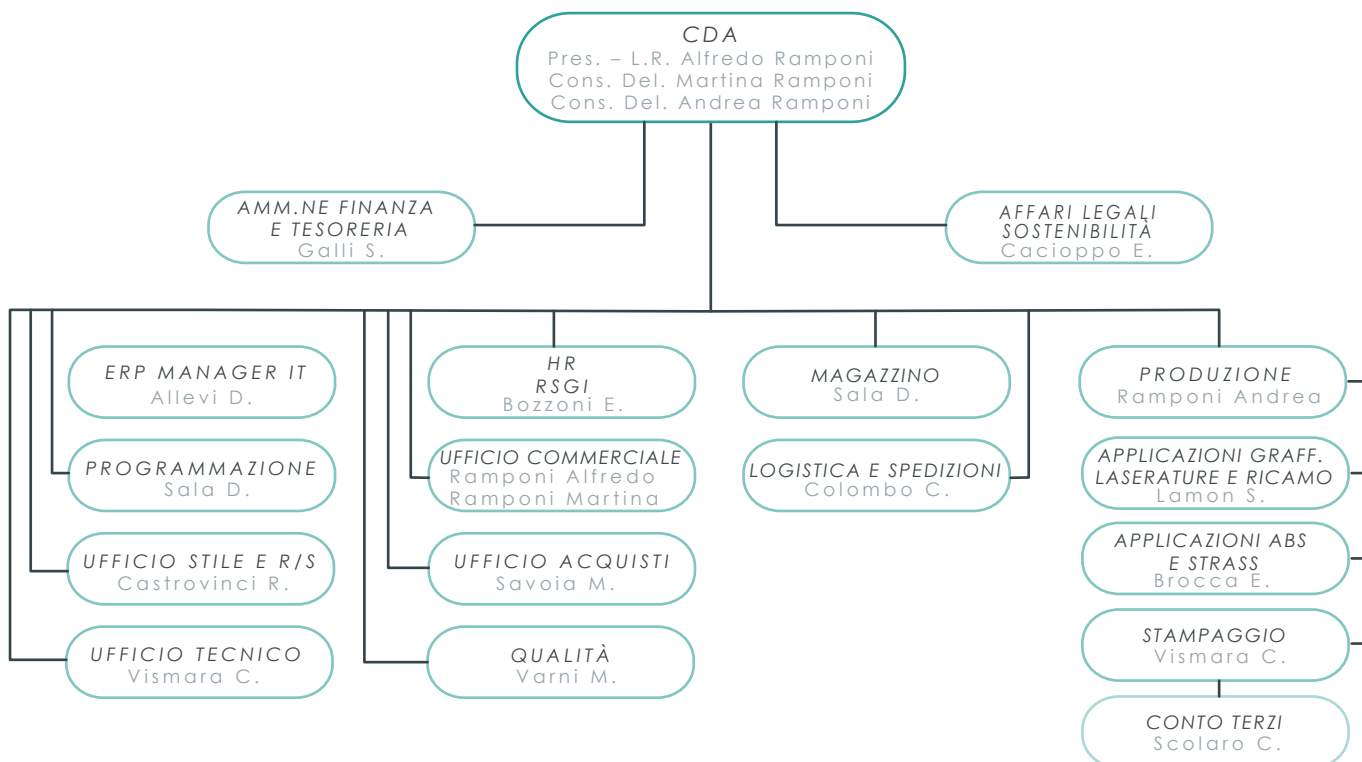 CDA
Pres. – L.R. Alfredo Ramponi
Cons. Del. Martina Ramponi
Cons. Del. Andrea Ramponi
AMM.NE FINANZA
E TESORERIA
Galli S.
AFFARI LEGALI
SOSTENIBILITÀ
Cacioppo E.
ERP MANAGER IT
Allevi D.
HR
RSGI
Bozzoni E.
MAGAZZINO
Sala D.
PRODUZIONE
Ramponi Andrea
PROGRAMMAZIONE
Sala D.
UFFICIO COMMERCIALE
Ramponi Alfredo
Ramponi Martina
LOGISTICA E SPEDIZIONI
Colombo C.
APPLICAZIONI GRAFF.
LASERATURE E RICAMO
Lamon S.
UFFICIO STILE E R/S
Castrovinci R.
UFFICIO ACQUISTI
Savoia M.
APPLICAZIONI ABS
E STRASS
Brocca E.
UFFICIO TECNICO
Vismara C.
QUALITÀ
Varni M.
STAMPAGGIO
Vismara C.
CONTO TERZI
Scolaro C.